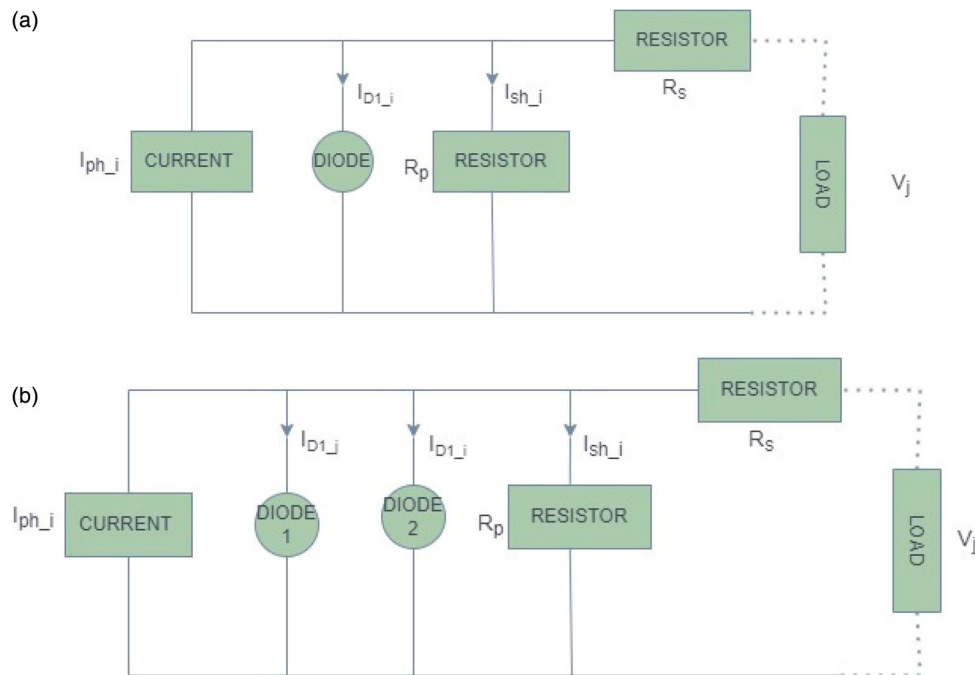 (a)
RESISTOR
R_s
I_D1_i
I_sh_i
I_ph_i
CURRENT
DIODE
R_p
RESISTOR
LOAD
V_j
(b)
RESISTOR
R_s
I_D1_j
I_D1_i
I_sh_i
I_ph_i
CURRENT
DIODE
1
DIODE
2
R_p
RESISTOR
LOAD
V_j